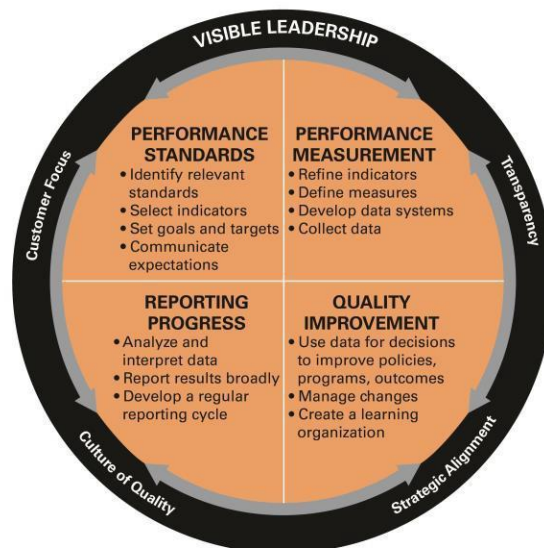 VISIBLE LEADERSHIP
Customer Focus
Transparency
PERFORMANCE
STANDARDS
• Identify relevant
standards
• Select indicators
• Set goals and targets
• Communicate
expectations
PERFORMANCE
MEASUREMENT
• Refine indicators
• Define measures
• Develop data systems
• Collect data
REPORTING
PROGRESS
• Analyze and
interpret data
• Report results broadly
• Develop a regular
reporting cycle
QUALITY
IMPROVEMENT
• Use data for decisions
to improve policies,
programs, outcomes
• Manage changes
• Create a learning
organization
Culture of Quality
Strategic Alignment